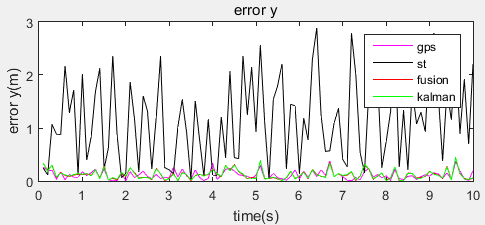 error y
error y(m)
3
2
1
0
gps
st
fusion
kalman
0 1 2 3 4 5 6 7 8 9 10
time(s)